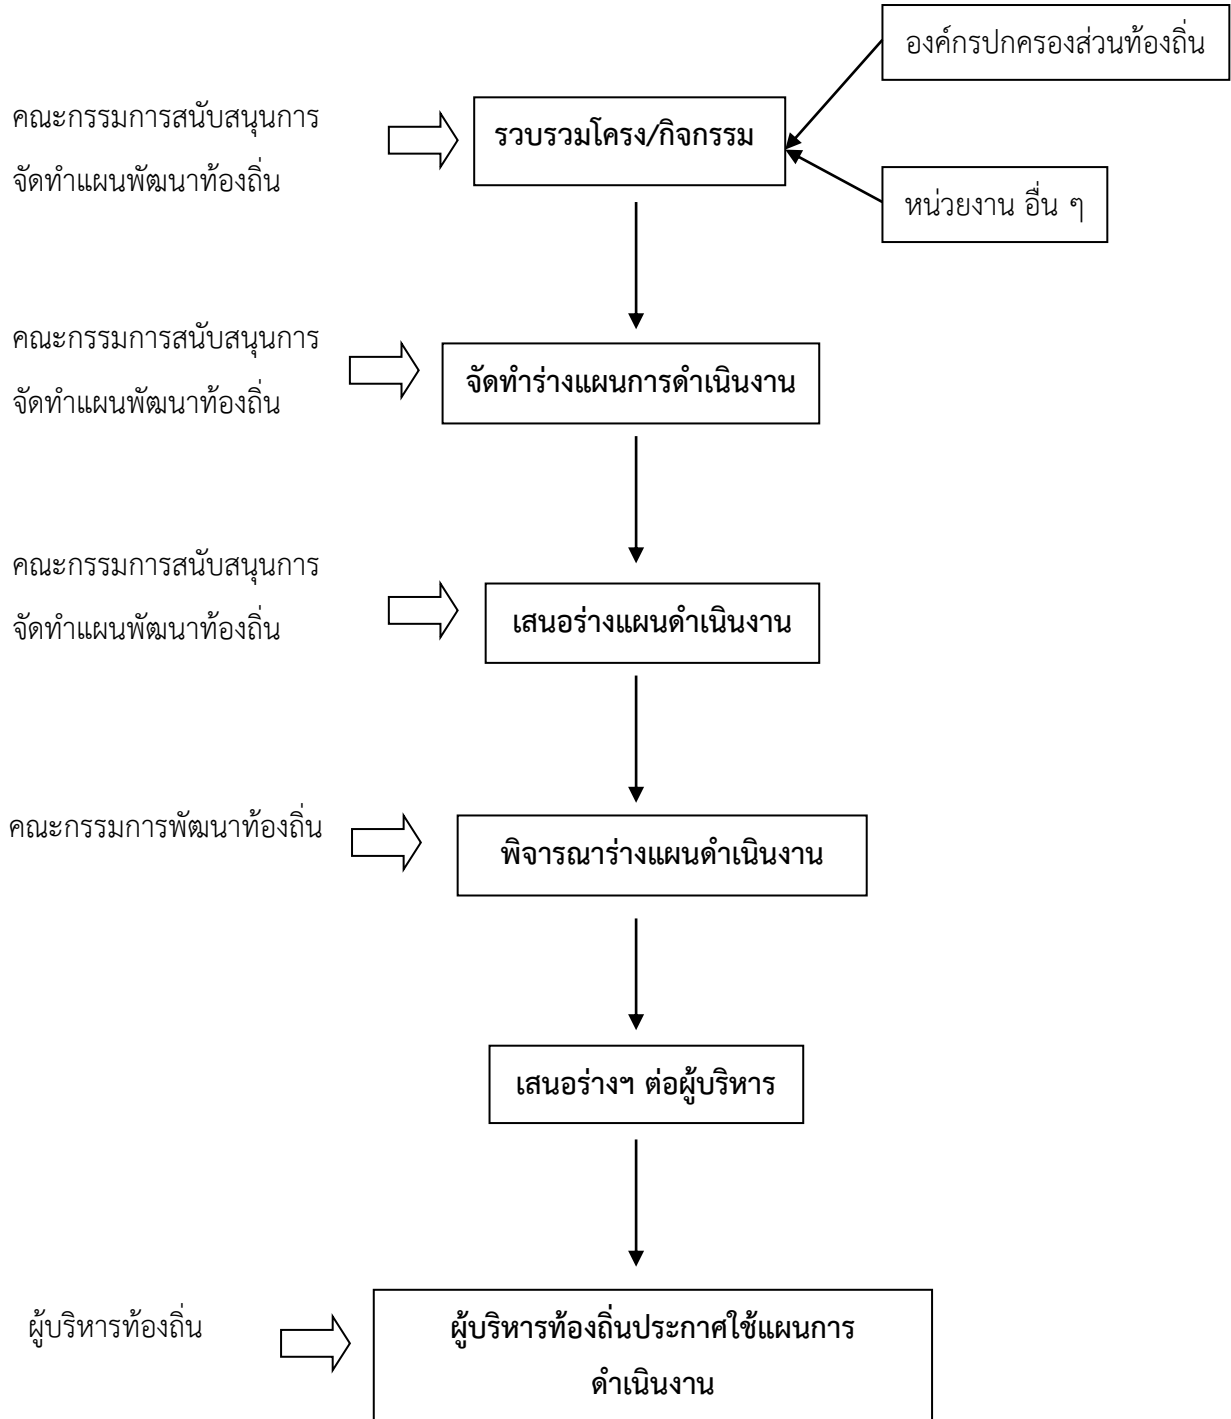 องค์กรปกครองส่วนท้องถิ่น
คณะกรรมการสนับสนุนการ
จัดทำแผนพัฒนาท้องถิ่น
รวบรวมโครง/กิจกรรม
หน่วยงาน อื่น ๆ
คณะกรรมการสนับสนุนการ
จัดทำแผนพัฒนาท้องถิ่น
จัดทำร่างแผนการดำเนินงาน
คณะกรรมการสนับสนุนการ
จัดทำแผนพัฒนาท้องถิ่น
เสนอร่างแผนดำเนินงาน
คณะกรรมการพัฒนาท้องถิ่น
พิจารณาร่างแผนดำเนินงาน
เสนอร่างฯ ต่อผู้บริหาร
ผู้บริหารท้องถิ่น
ผู้บริหารท้องถิ่นประกาศใช้แผนการ
ดำเนินงาน